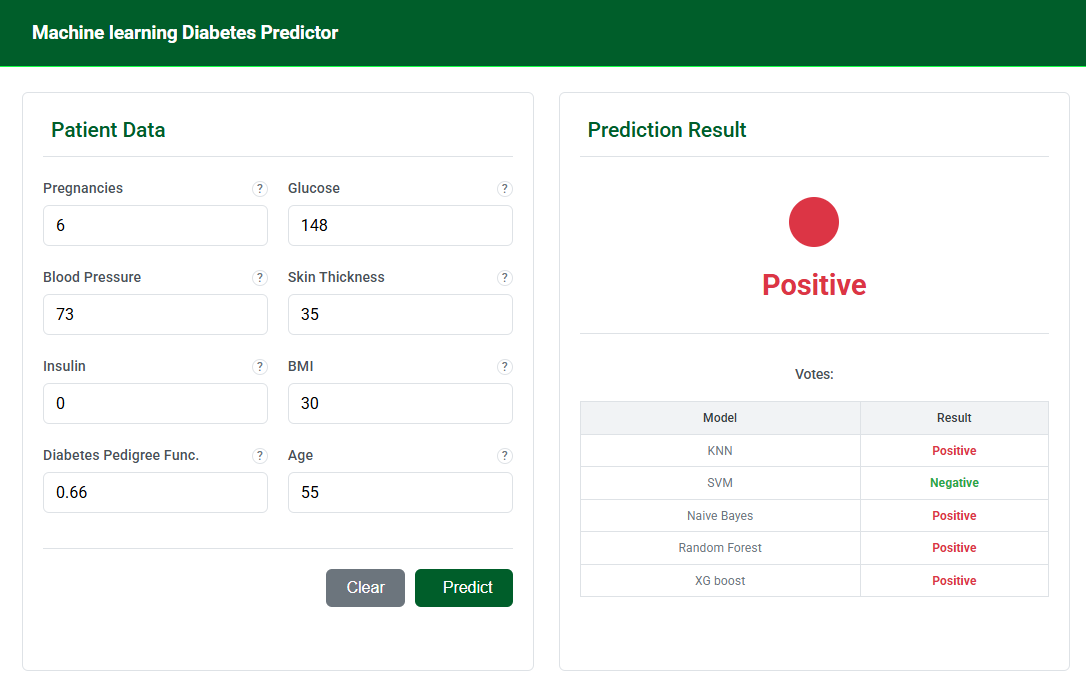 Machine learning Diabetes Predictor
Patient Data
Pregnancies ? Glucose ?
6 148
Blood Pressure ? Skin Thickness ?
73 35
Insulin ? BMI ?
0 30
Diabetes Pedigree Func. ? Age ?
0.66 55
Clear Predict
Prediction Result
Positive
Votes:
Model Result
KNN Positive
SVM Negative
Naive Bayes Positive
Random Forest Positive
XG boost Positive